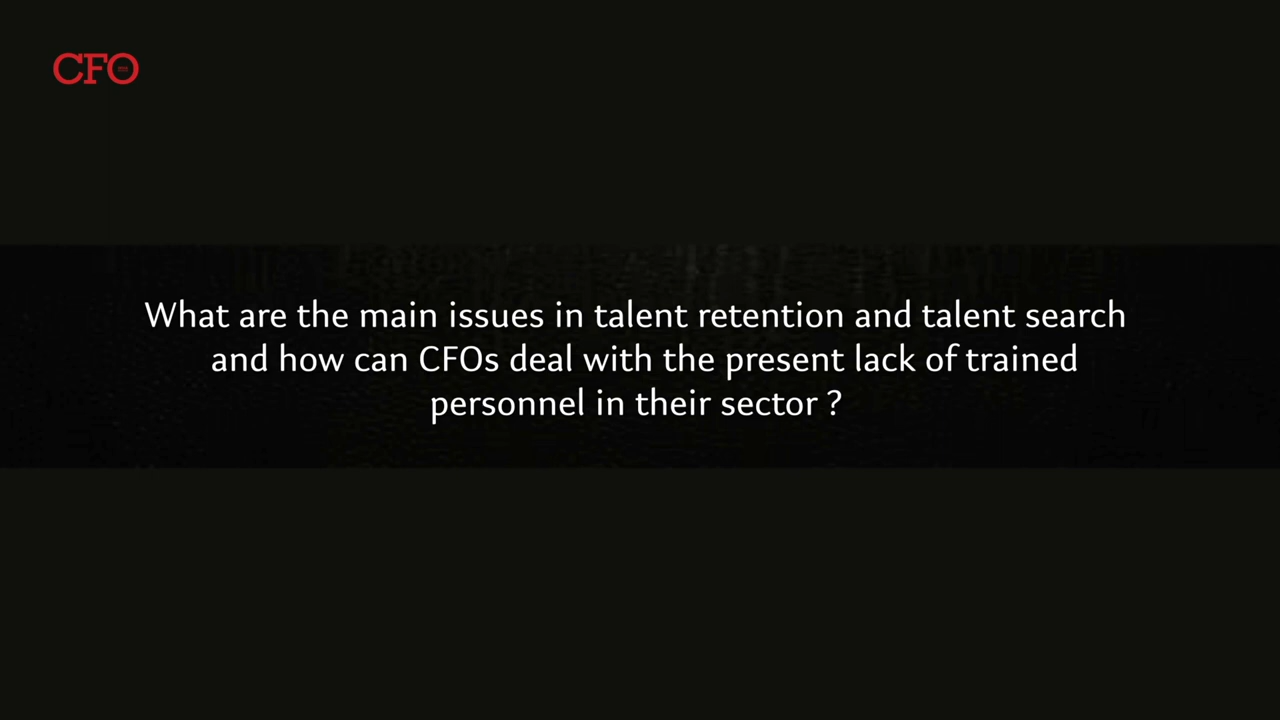 CFO
What are the main issues in talent retention and talent search
and how can CFOs deal with the present lack of trained
personnel in their sector ?